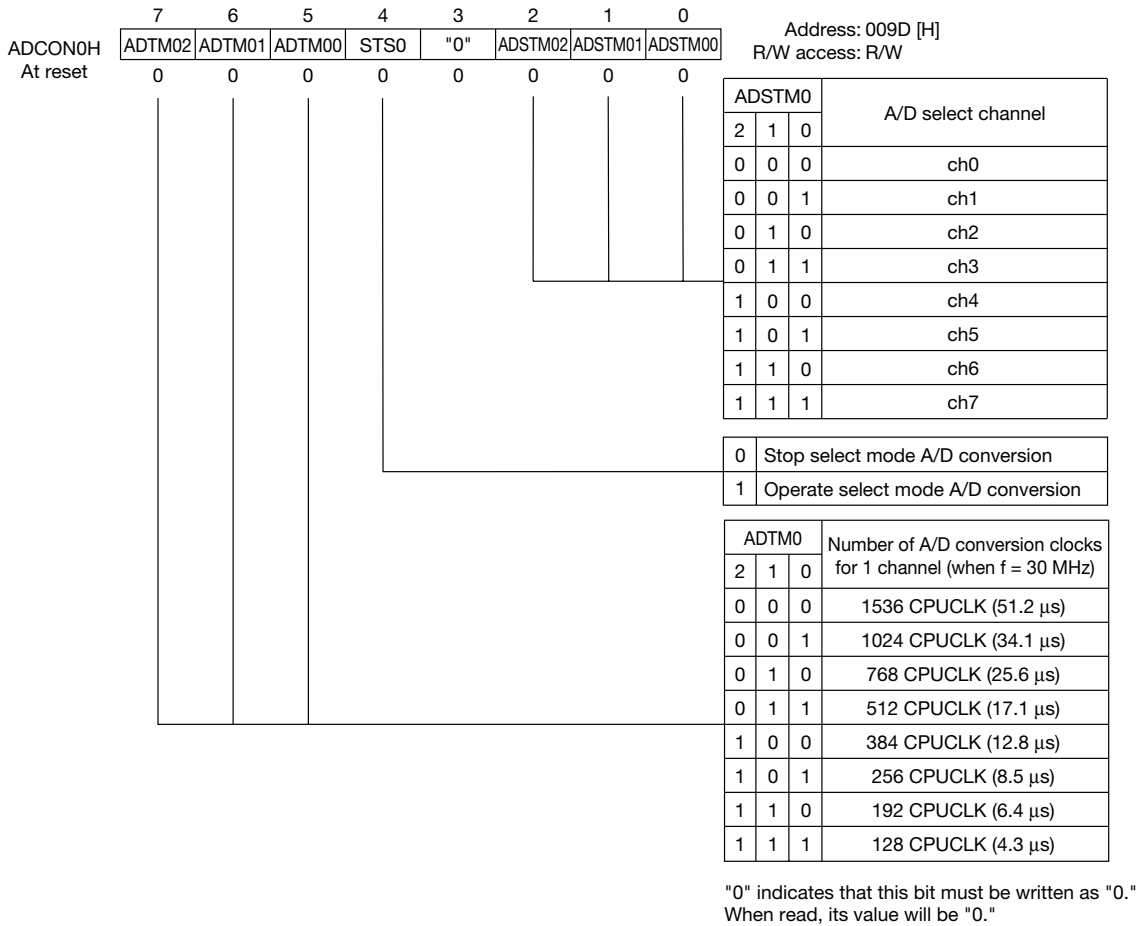 7 6 5 4 3 2 1 0
ADCON0H ADTM02 ADTM01 ADTM00 STS0 "0" ADSTM02 ADSTM01 ADSTM00
At reset 0 0 0 0 0 0 0 0
Address: 009D [H]
R/W access: R/W
ADSTM0 A/D select channel
2 1 0
0 0 0 ch0
0 0 1 ch1
0 1 0 ch2
0 1 1 ch3
1 0 0 ch4
1 0 1 ch5
1 1 0 ch6
1 1 1 ch7
0 Stop select mode A/D conversion
1 Operate select mode A/D conversion
ADTM0 Number of A/D conversion clocks
2 1 0 for 1 channel (when f = 30 MHz)
0 0 0 1536 CPUCLK (51.2 μs)
0 0 1 1024 CPUCLK (34.1 μs)
0 1 0 768 CPUCLK (25.6 μs)
0 1 1 512 CPUCLK (17.1 μs)
1 0 0 384 CPUCLK (12.8 μs)
1 0 1 256 CPUCLK (8.5 μs)
1 1 0 192 CPUCLK (6.4 μs)
1 1 1 128 CPUCLK (4.3 μs)
"0" indicates that this bit must be written as "0."
When read, its value will be "0."